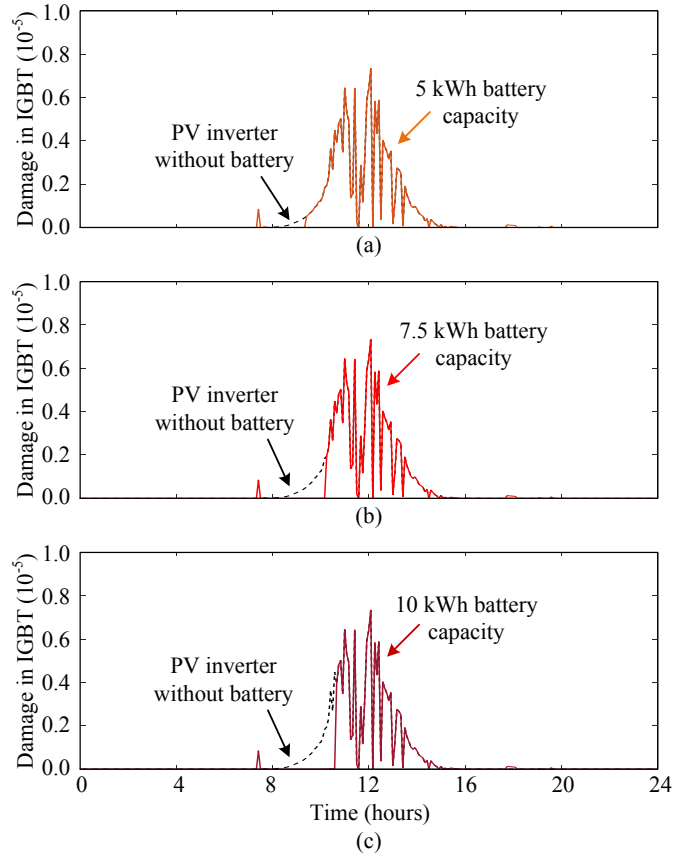 Damage in IGBT (10⁻⁵)
1.0
0.8
0.6
0.4
0.2
0.0
5 kWh battery
capacity
PV inverter
without battery
(a)
Damage in IGBT (10⁻⁵)
1.0
0.8
0.6
0.4
0.2
0.0
7.5 kWh battery
capacity
PV inverter
without battery
(b)
Damage in IGBT (10⁻⁵)
1.0
0.8
0.6
0.4
0.2
0.0
10 kWh battery
capacity
PV inverter
without battery
0 4 8 12 16 20 24
Time (hours)
(c)